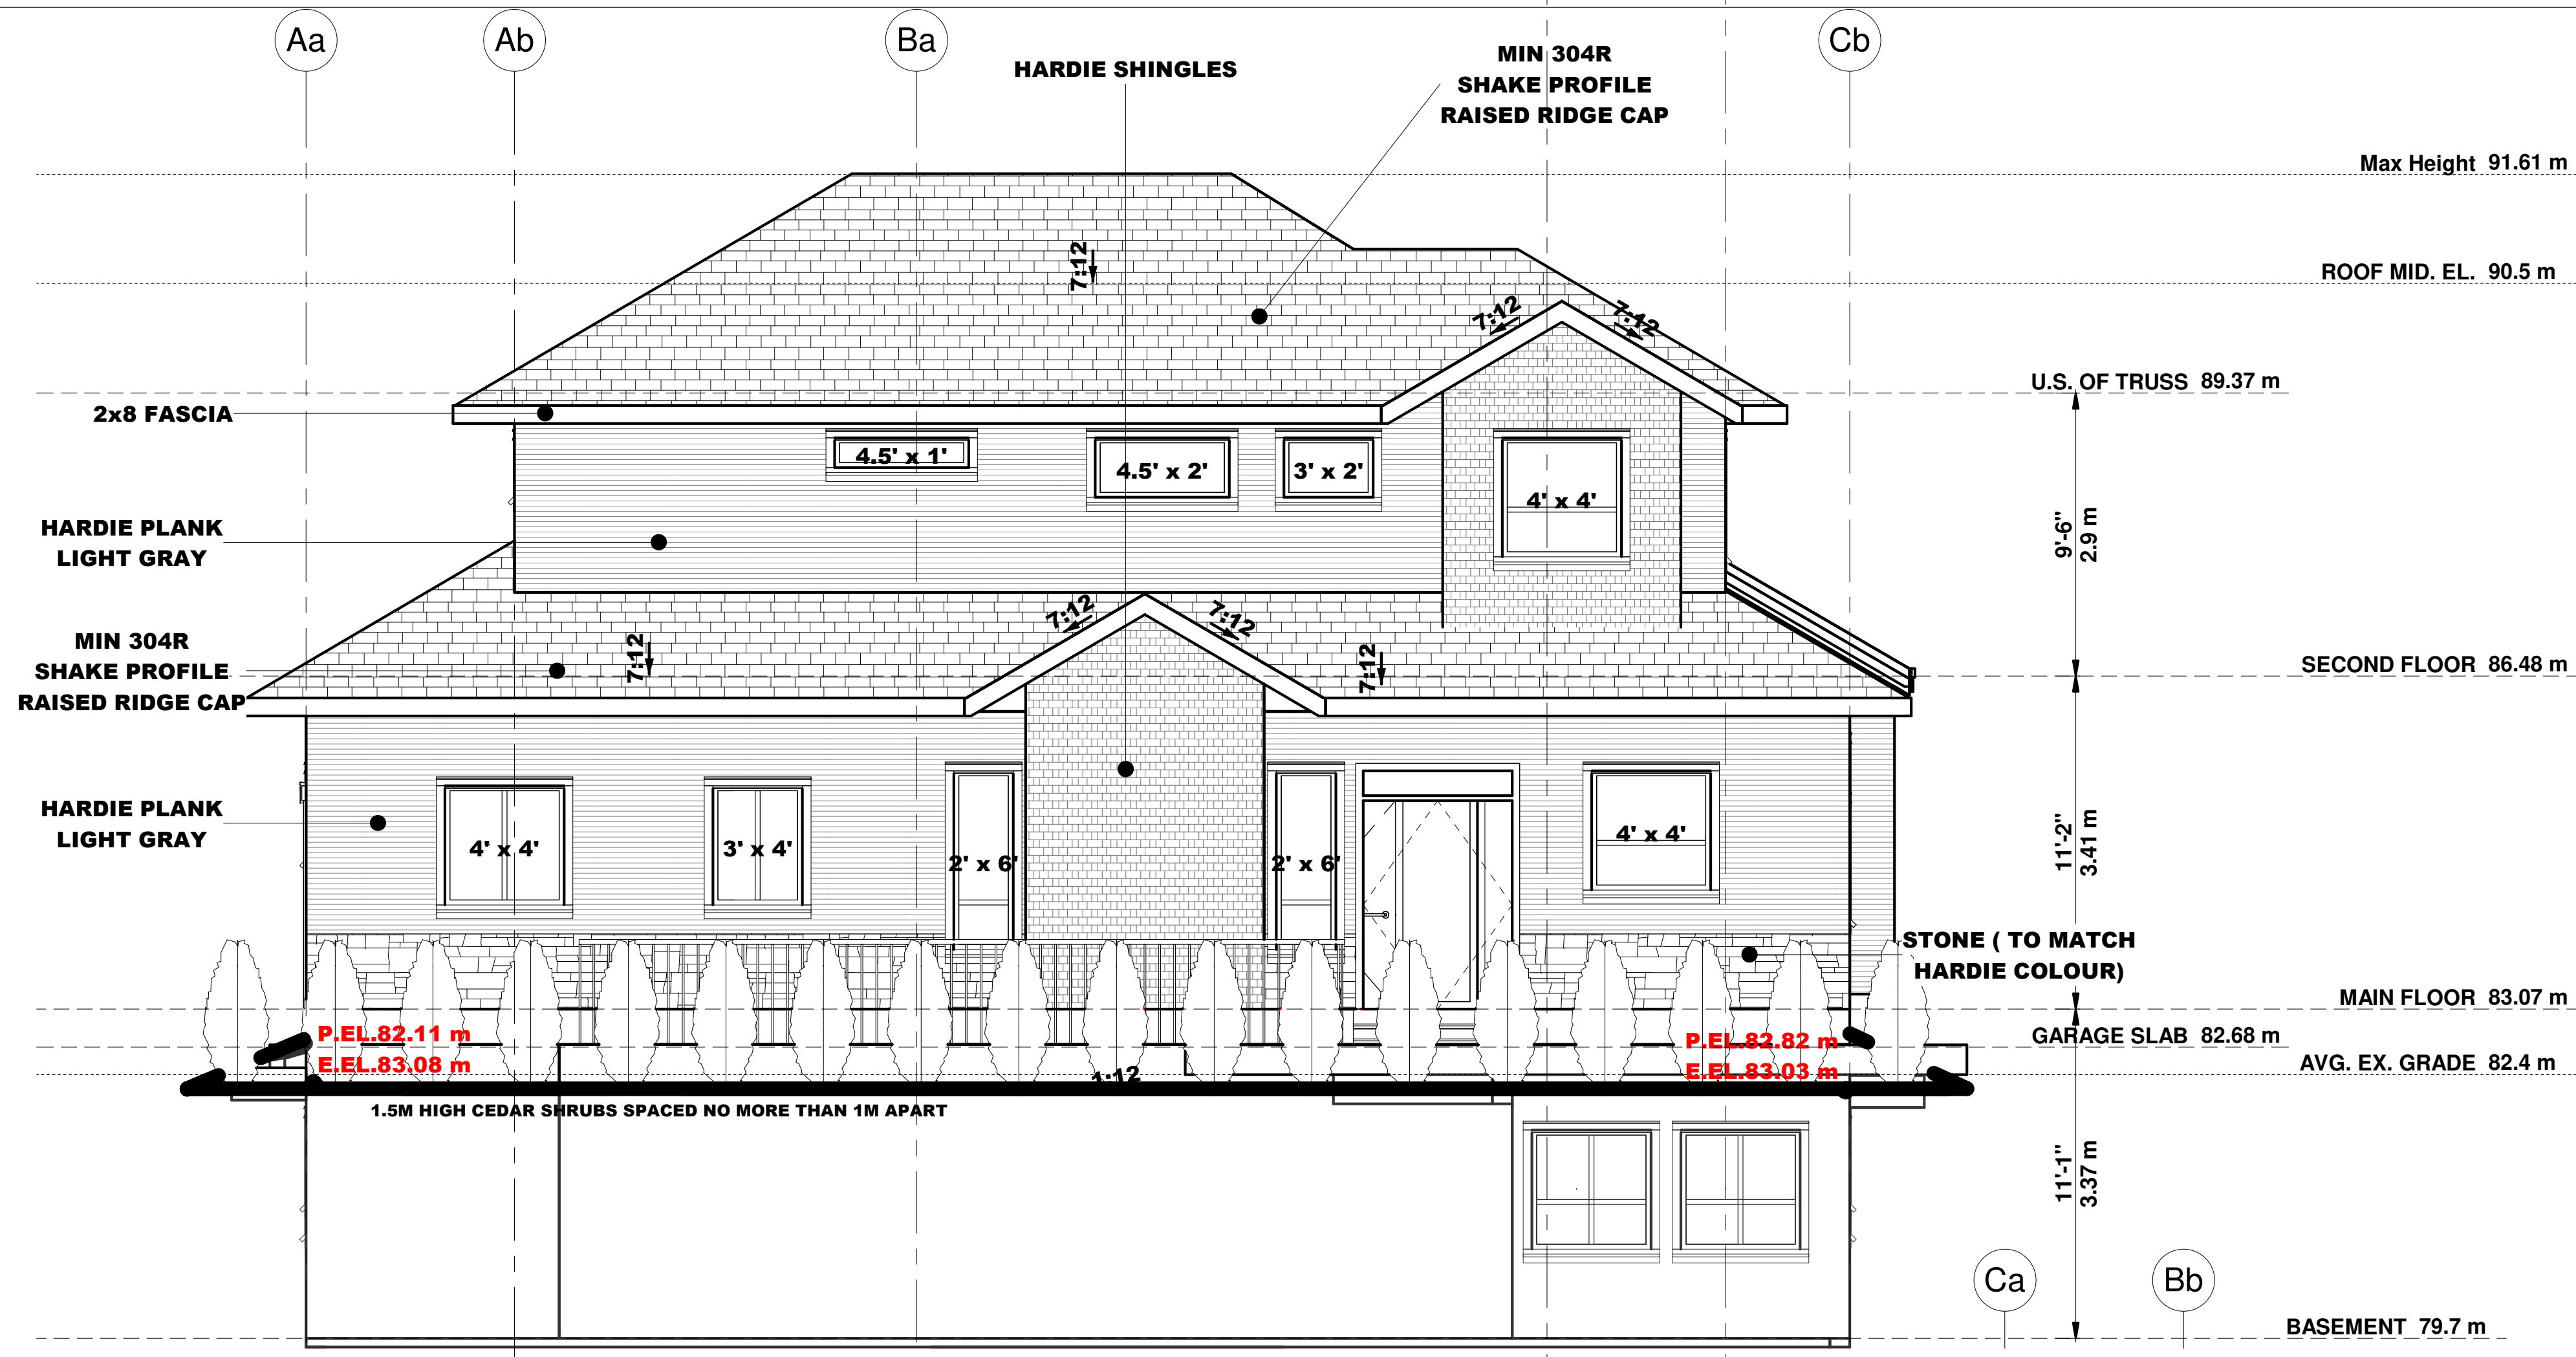 Aa
Ab
Ba
Cb
HARDIE SHINGLES
MIN 304R
SHAKE PROFILE
RAISED RIDGE CAP
Max Height 91.61 m
ROOF MID. EL. 90.5 m
7:12
7:12
7:12
U.S. OF TRUSS 89.37 m
2x8 FASCIA
4.5' x 1'
4.5' x 2'
3' x 2'
4' x 4'
HARDIE PLANK
LIGHT GRAY
9'-6"
2.9 m
7:12
7:12
7:12
7:12
MIN 304R
SHAKE PROFILE
RAISED RIDGE CAP
SECOND FLOOR 86.48 m
HARDIE PLANK
LIGHT GRAY
4' x 4'
3' x 4'
2' x 6'
2' x 6'
4' x 4'
11'-2"
3.41 m
STONE ( TO MATCH
HARDIE COLOUR)
MAIN FLOOR 83.07 m
P.EL.82.11 m
E.EL.83.08 m
P.EL.82.82 m
E.EL.83.03 m
GARAGE SLAB 82.68 m
AVG. EX. GRADE 82.4 m
1:12
1.5M HIGH CEDAR SHRUBS SPACED NO MORE THAN 1M APART
11'-1"
3.37 m
Ca
Bb
BASEMENT 79.7 m